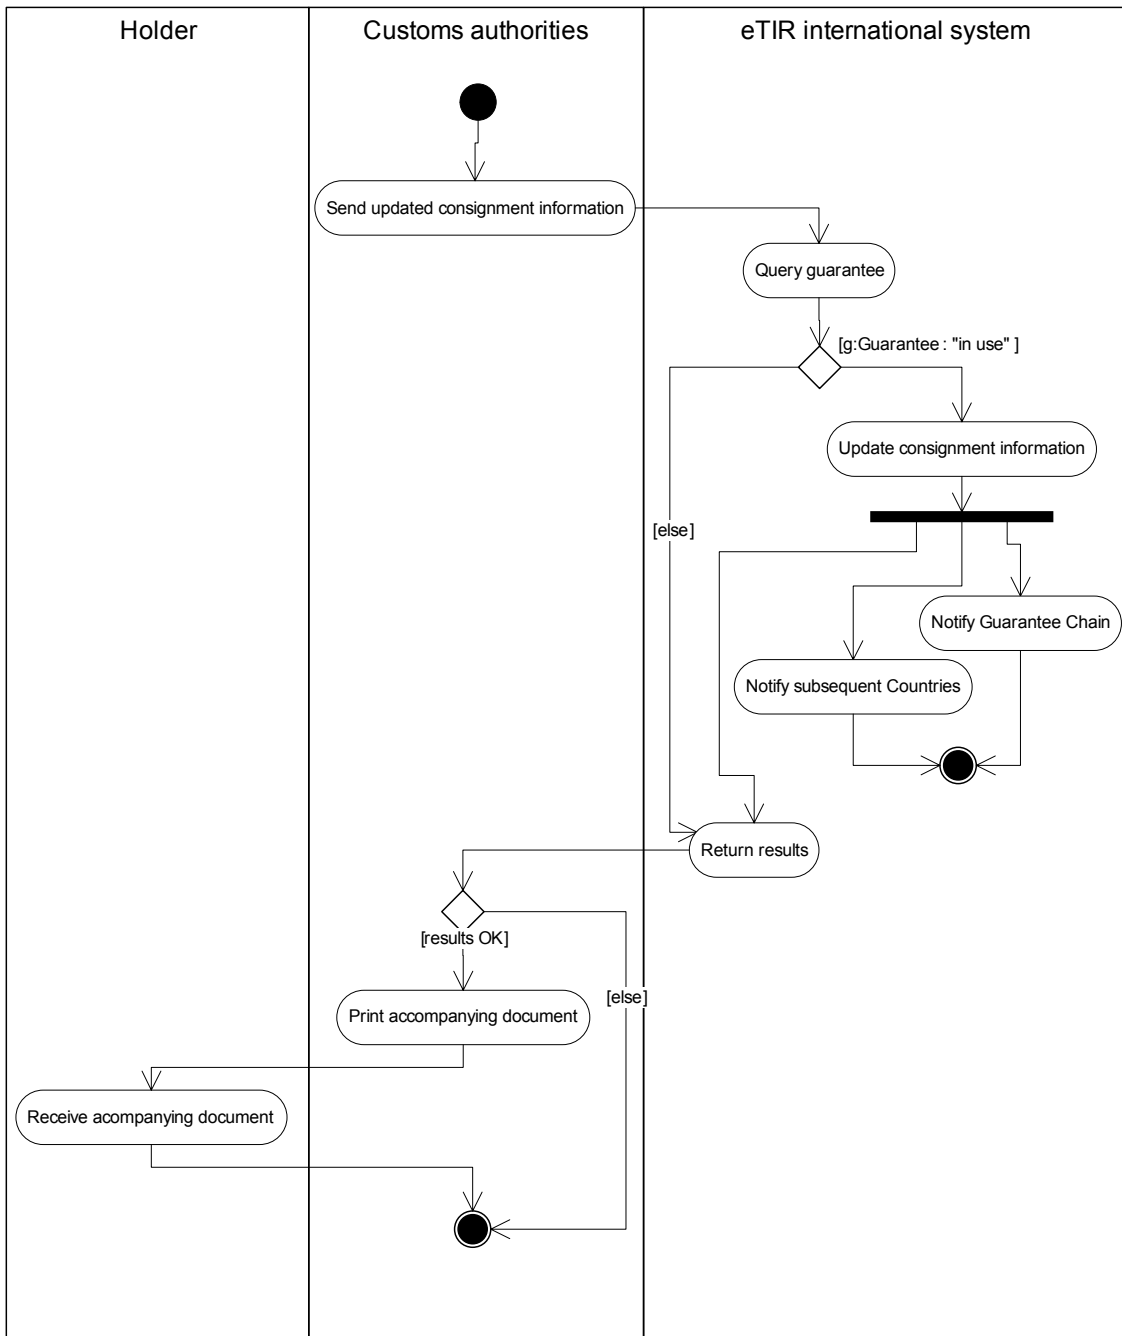 Holder
Customs authorities
eTIR international system
Send updated consignment information
Query guarantee
[g:Guarantee : "in use" ]
Update consignment information
[else]
Notify Guarantee Chain
Notify subsequent Countries
Return results
[results OK]
[else]
Print accompanying document
Receive acompanying document